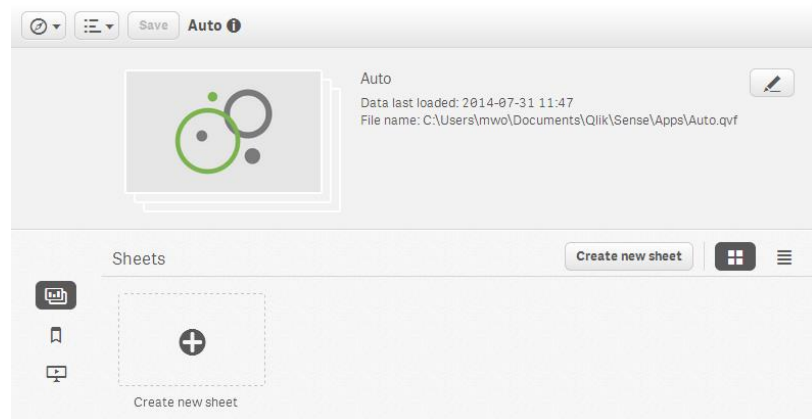 Save Auto
Auto
Data last loaded: 2014-07-31 11:47
File name: C:\Users\mwo\Documents\Qlik\Sense\Apps\Auto.qvf
Sheets
Create new sheet
Create new sheet